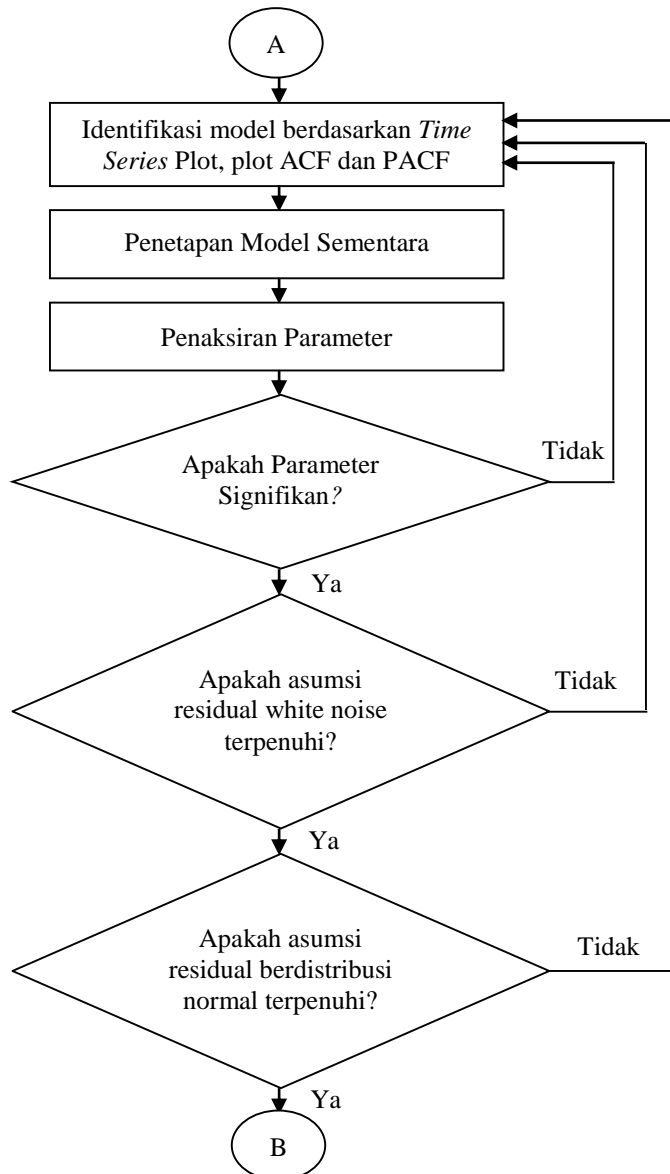 A
Identifikasi model berdasarkan Time
Series Plot, plot ACF dan PACF
Penetapan Model Sementara
Penaksiran Parameter
Apakah Parameter
Signifikan?
Tidak
Ya
Apakah asumsi
residual white noise
terpenuhi?
Tidak
Ya
Apakah asumsi
residual berdistribusi
normal terpenuhi?
Tidak
Ya
B